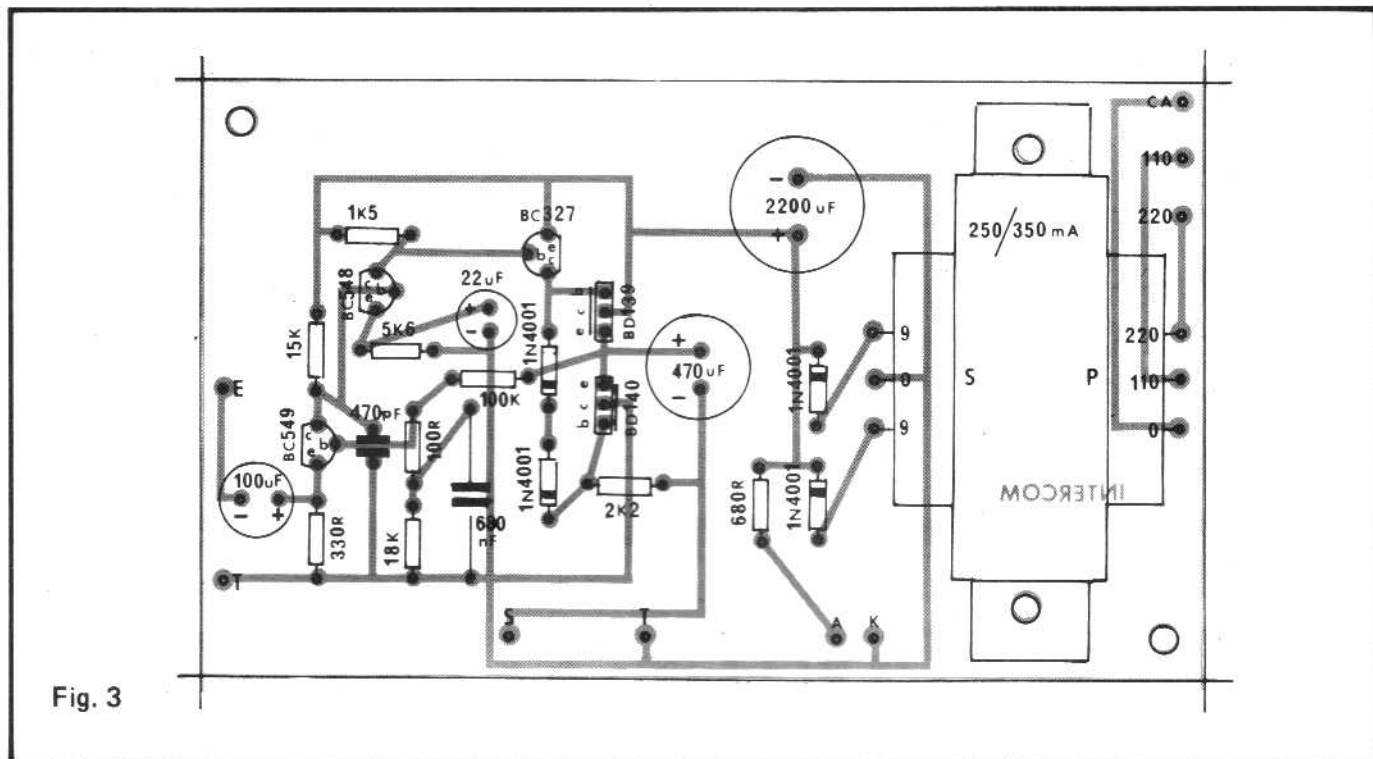 CA
110
220
220
110
0
1K5
BC327
b e c
BC548
c b e
22uF
+
-
5K6
15K
1N4001
b c e
BD139
100K
e c b
BD140
470uF
+
-
2200uF
-
+
250/350 mA
S
P
9
0
9
1N4001
1N4001
680R
INTERCOM
E
BC549
c b e
470pF
100R
100uF
-
+
330R
18K
680
nF
1N4001
2K2
T
S
T
A
K
Fig. 3